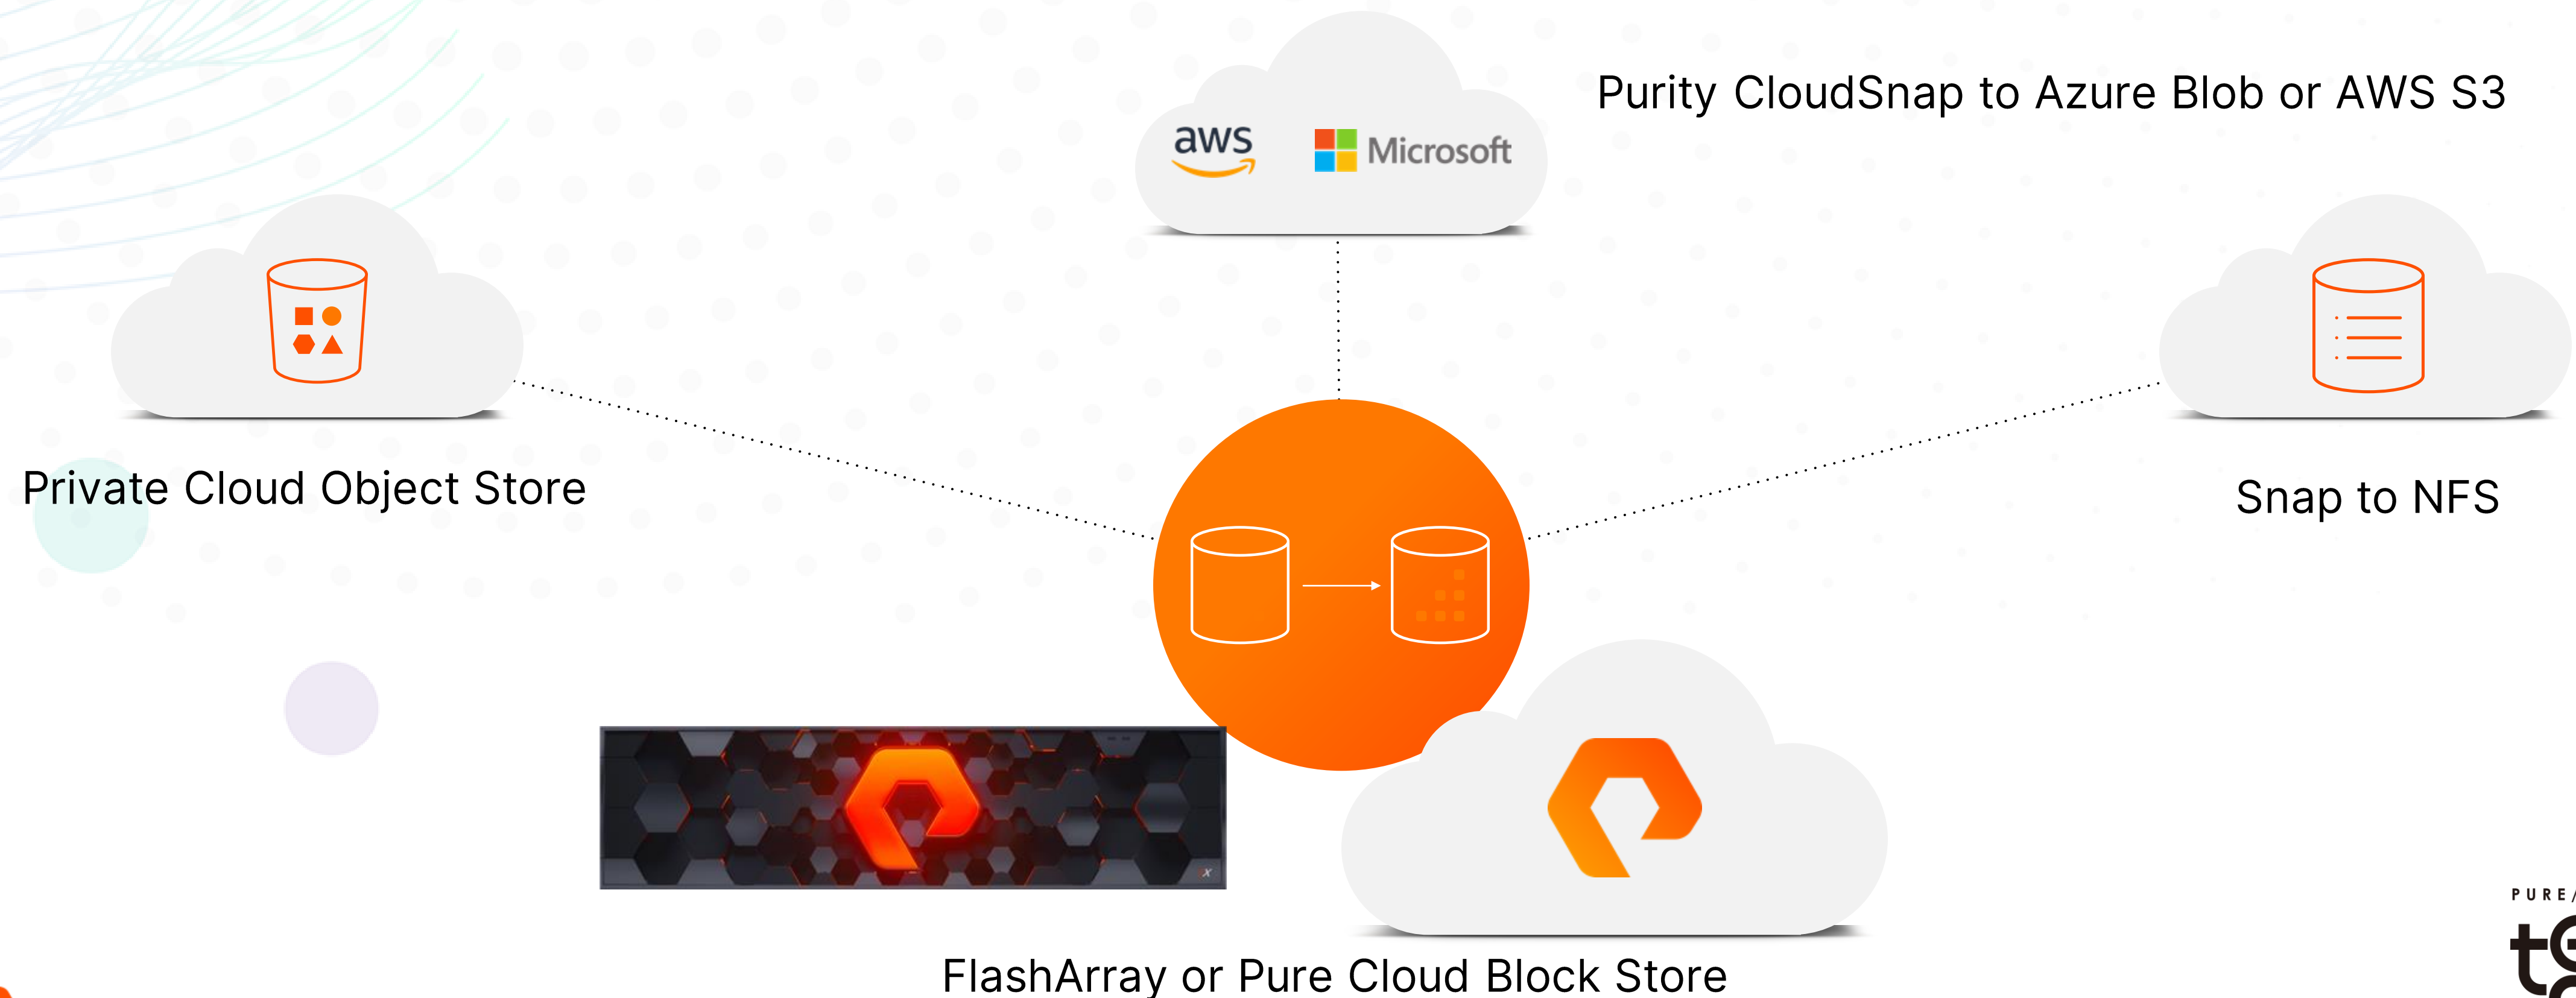 Purity CloudSnap to Azure Blob or AWS S3
aws
Microsoft
Private Cloud Object Store
Snap to NFS
FlashArray or Pure Cloud Block Store
PURE/